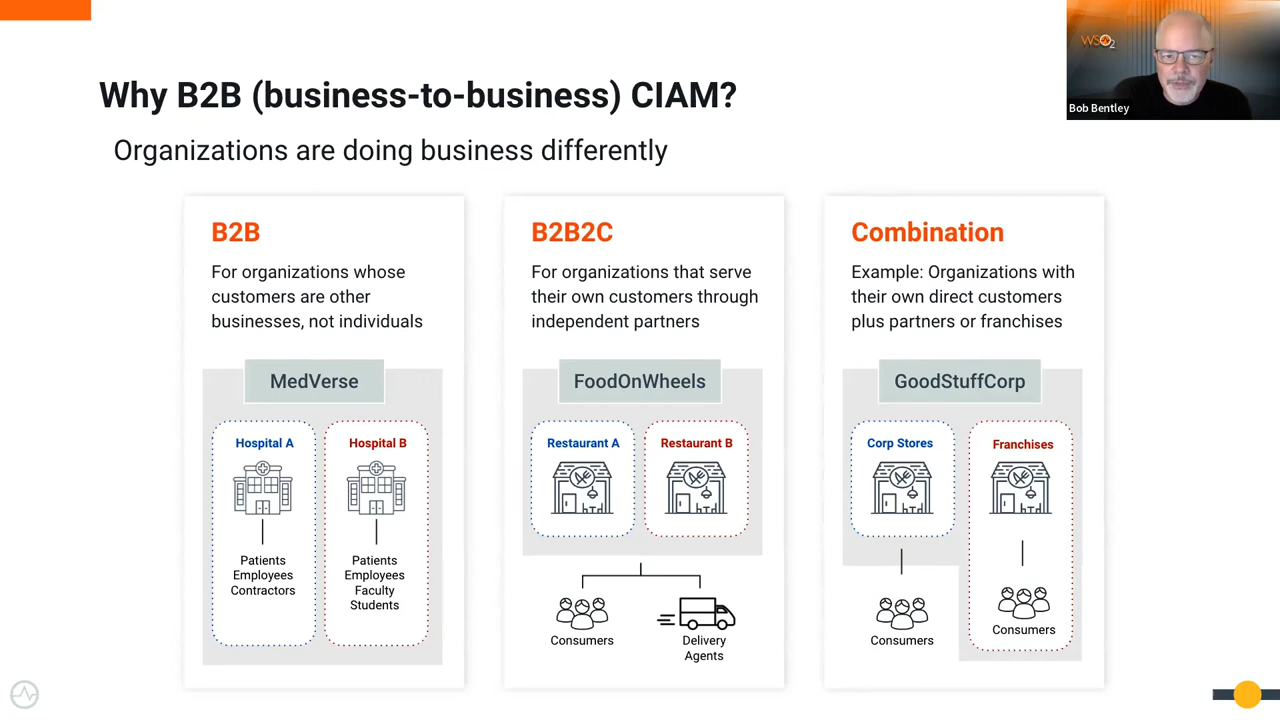 WSO2
Bob Bentley
Why B2B (business-to-business) CIAM?
Organizations are doing business differently
B2B
For organizations whose
customers are other
businesses, not individuals
MedVerse
Hospital A
Patients
Employees
Contractors
Hospital B
Patients
Employees
Faculty
Students
B2B2C
For organizations that serve
their own customers through
independent partners
FoodOnWheels
Restaurant A
Restaurant B
Consumers
Delivery
Agents
Combination
Example: Organizations with
their own direct customers
plus partners or franchises
GoodStuffCorp
Corp Stores
Consumers
Franchises
Consumers